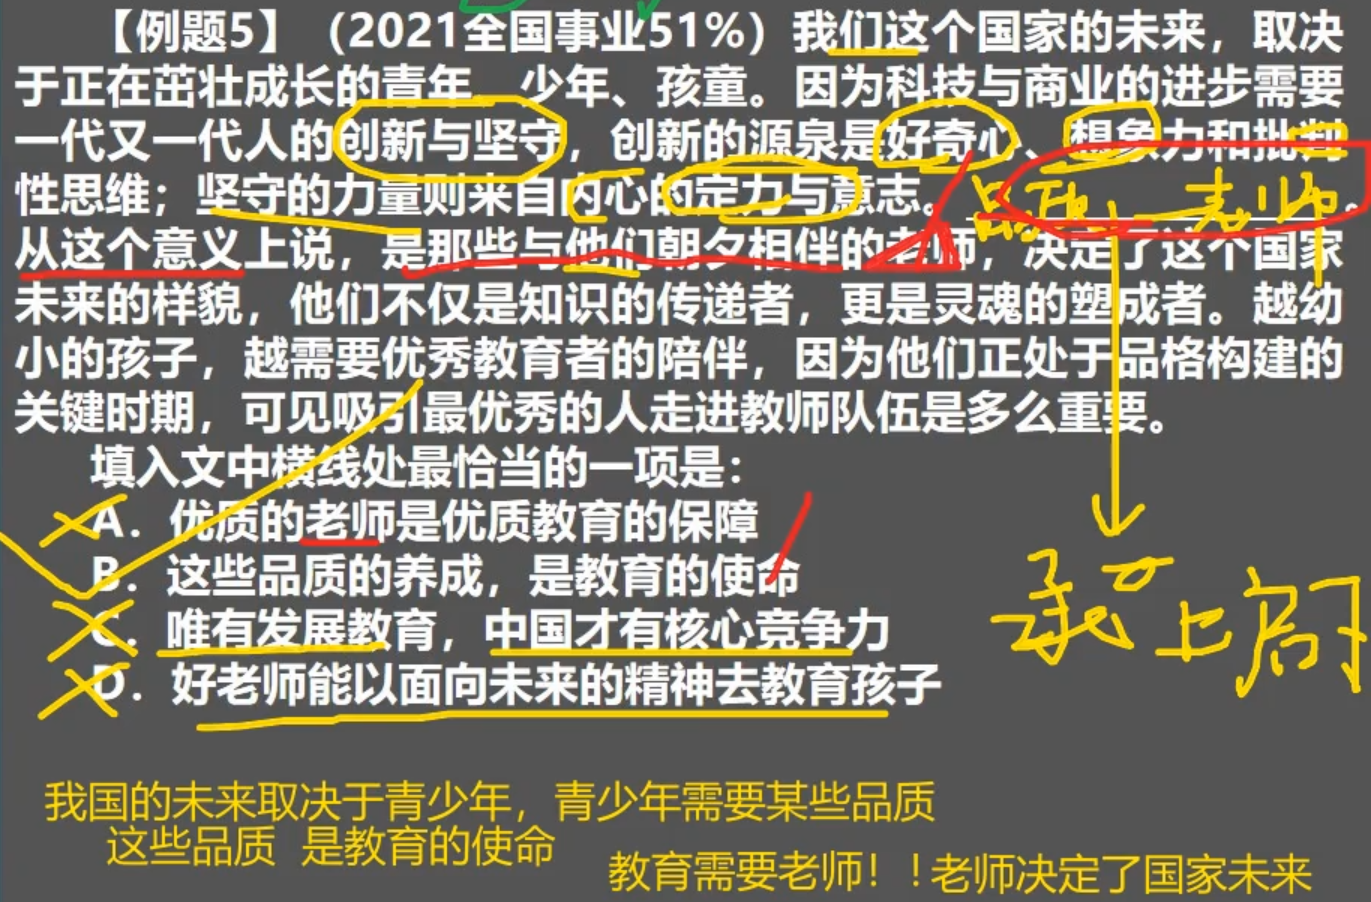 【例题5】（2021全国事业51%）我们这个国家的未来，取决
于正在茁壮成长的青年、少年、孩童。因为科技与商业的进步需要
一代又一代人的创新与坚守，创新的源泉是好奇心、想象力和批判
性思维；坚守的力量则来自内心的定力与意志。品质 老师。
从这个意义上说，是那些与他们朝夕相伴的老师，决定了这个国家
未来的样貌，他们不仅是知识的传递者，更是灵魂的塑成者。越幼
小的孩子，越需要优秀教育者的陪伴，因为他们正处于品格构建的
关键时期，可见吸引最优秀的人走进教师队伍是多么重要。
填入文中横线处最恰当的一项是：
A．优质的老师是优质教育的保障
B．这些品质的养成，是教育的使命
C．唯有发展教育，中国才有核心竞争力
D．好老师能以面向未来的精神去教育孩子
承上启下
我国的未来取决于青少年，青少年需要某些品质
这些品质 是教育的使命
教育需要老师！！老师决定了国家未来